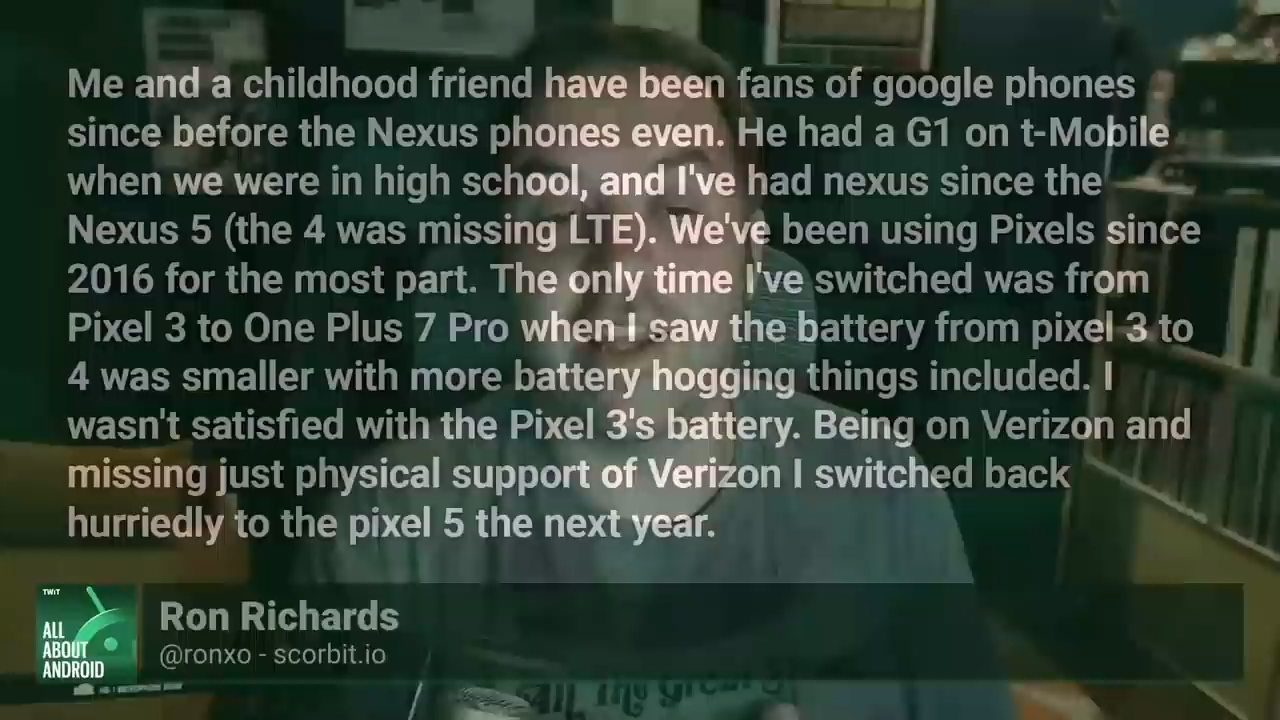 Me and a childhood friend have been fans of google phones
since before the Nexus phones even. He had a G1 on t-Mobile
when we were in high school, and I've had nexus since the
Nexus 5 (the 4 was missing LTE). We've been using Pixels since
2016 for the most part. The only time I've switched was from
Pixel 3 to One Plus 7 Pro when I saw the battery from pixel 3 to
4 was smaller with more battery hogging things included. I
wasn't satisfied with the Pixel 3's battery. Being on Verizon and
missing just physical support of Verizon I switched back
hurriedly to the pixel 5 the next year.
TWiT
ALL
ABOUT
ANDROID
Ron Richards
@ronxo - scorbit.io